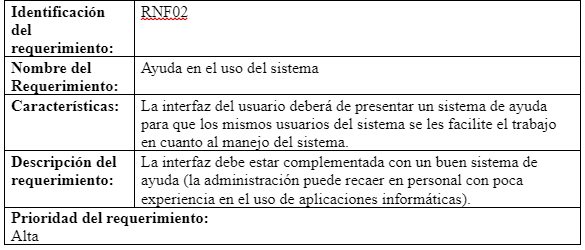 Identificación RNF02
del
requerimiento:
Nombre del Ayuda en el uso del sistema
Requerimiento:
Características: La interfaz del usuario deberá de presentar un sistema de ayuda
para que los mismos usuarios del sistema se les facilite el trabajo
en cuanto al manejo del sistema.
Descripción del La interfaz debe estar complementada con un buen sistema de
requerimiento: ayuda (la administración puede recaer en personal con poca
experiencia en el uso de aplicaciones informáticas).
Prioridad del requerimiento:
Alta